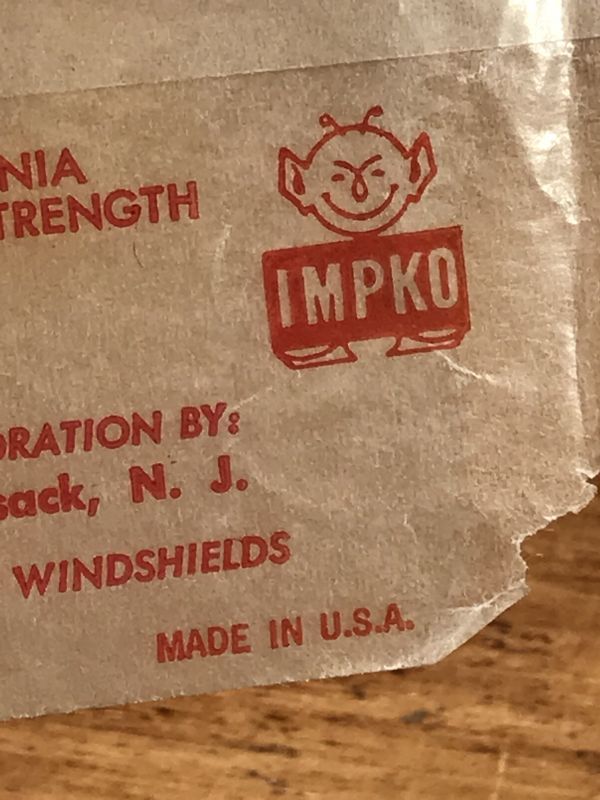 NIA
TRENGTH
IMPKO
ORATION BY:
sack, N. J.
WINDSHIELDS
MADE IN U.S.A.